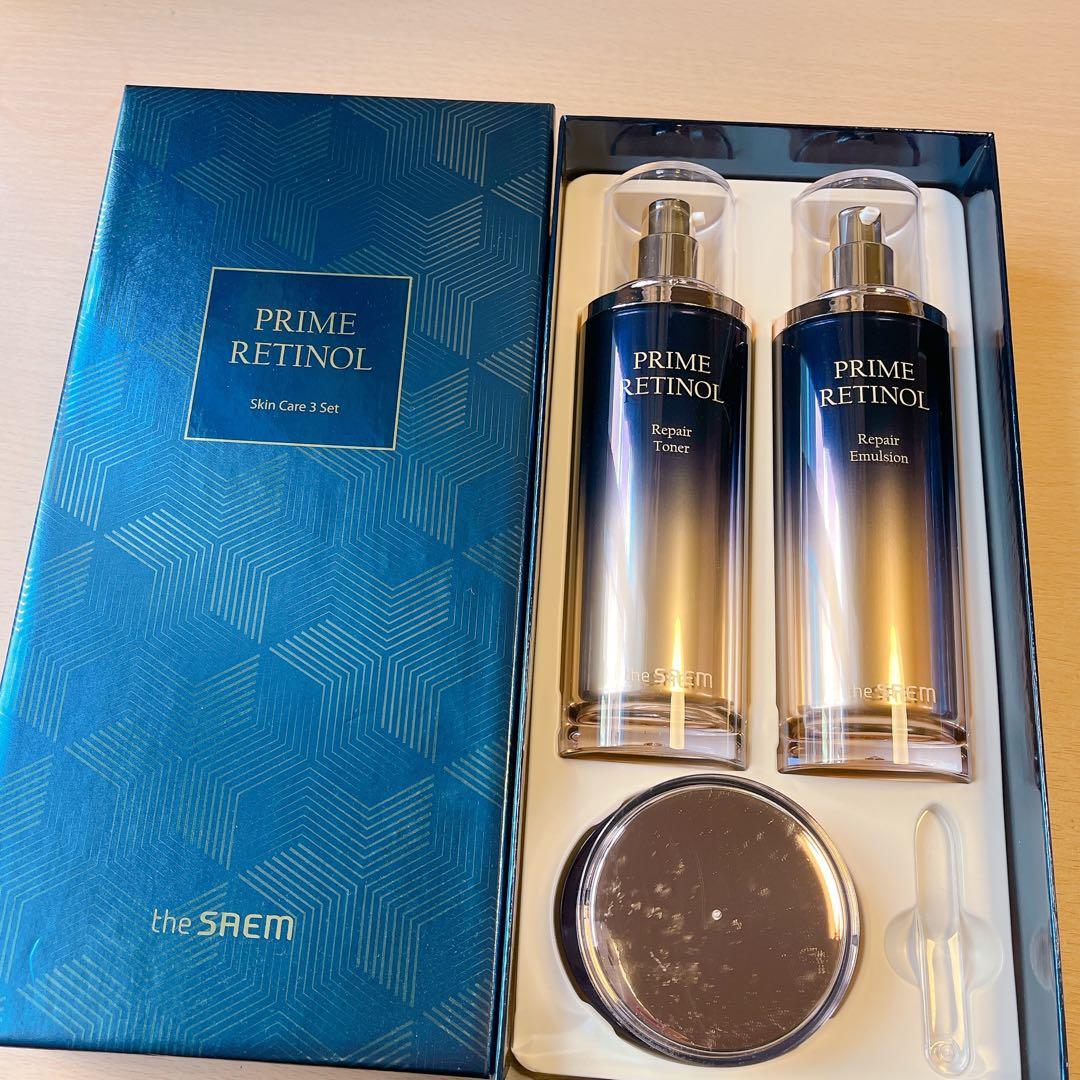 PRIME
RETINOL
Skin Care 3 Set
the SAEM
PRIME
RETINOL
Repair
Toner
the SAEM
PRIME
RETINOL
Repair
Emulsion
the SAEM